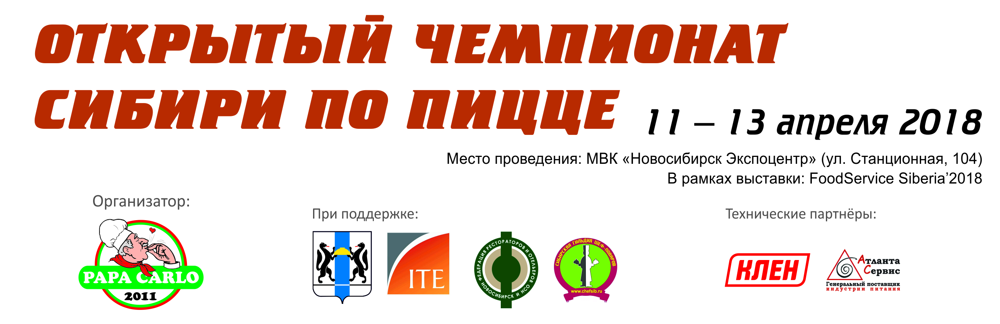 ОТКРЫТЫЙ ЧЕМПИОНАТ
СИБИРИ ПО ПИЦЦЕ
11 – 13 апреля 2018
Место проведения: МВК «Новосибирск Экспоцентр» (ул. Станционная, 104)
В рамках выставки: FoodService Siberia’2018
Организатор:
PAPA CARLO
2011
При поддержке:
ITE
ФЕДЕРАЦИЯ РЕСТОРАТОРОВ И ОТЕЛЬЕРОВ
НОВОСИБИРСК И НСО
СИБИРСКАЯ ГИЛЬДИЯ ШЕФ-ПОВАРОВ
www.chefsib.ru
Технические партнёры:
КЛЕН
Атланта
Сервис
Генеральный поставщик
индустрии питания